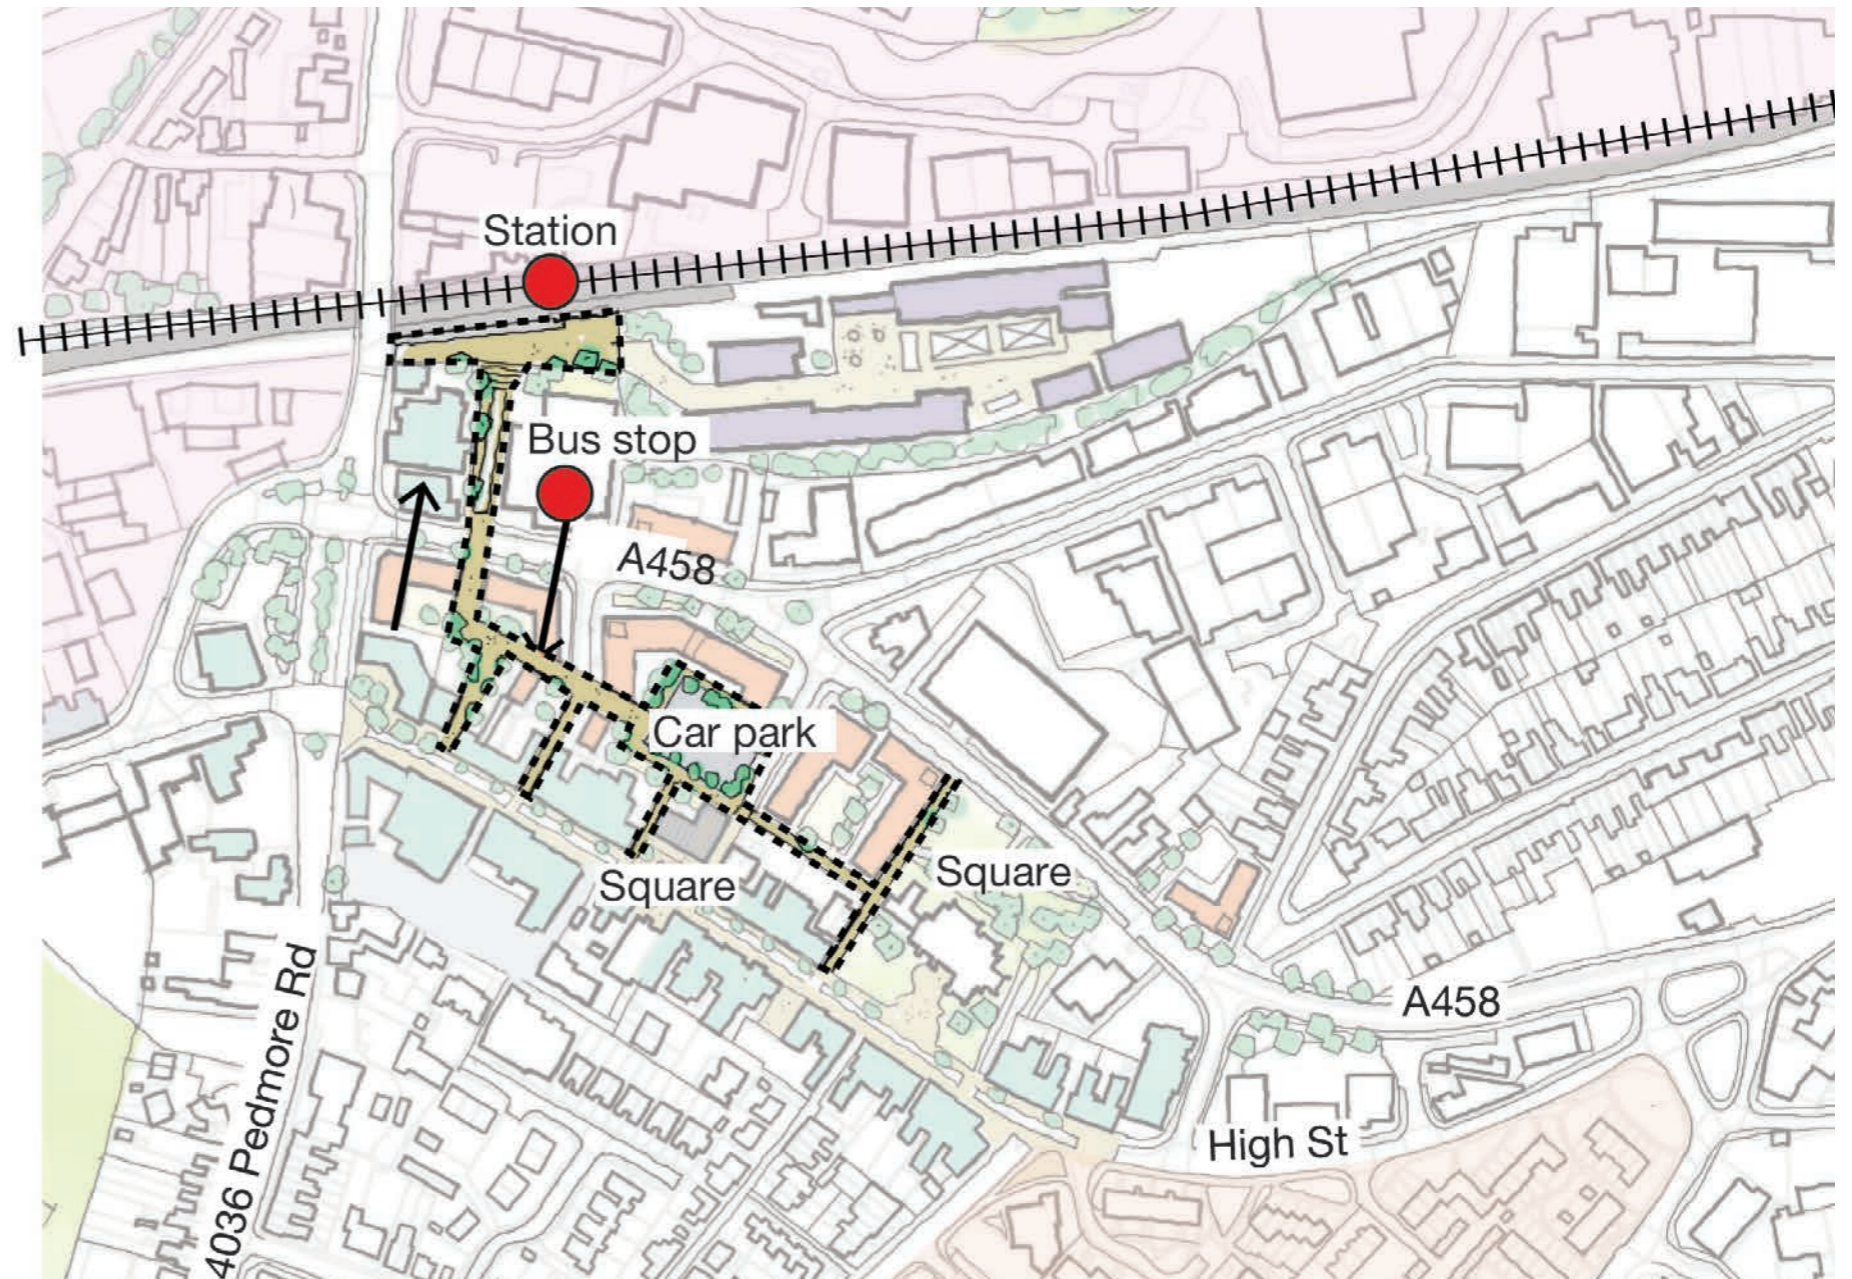 Station
Bus stop
A458
Car park
Square
Square
A458
4036 Pedmore Rd
High St